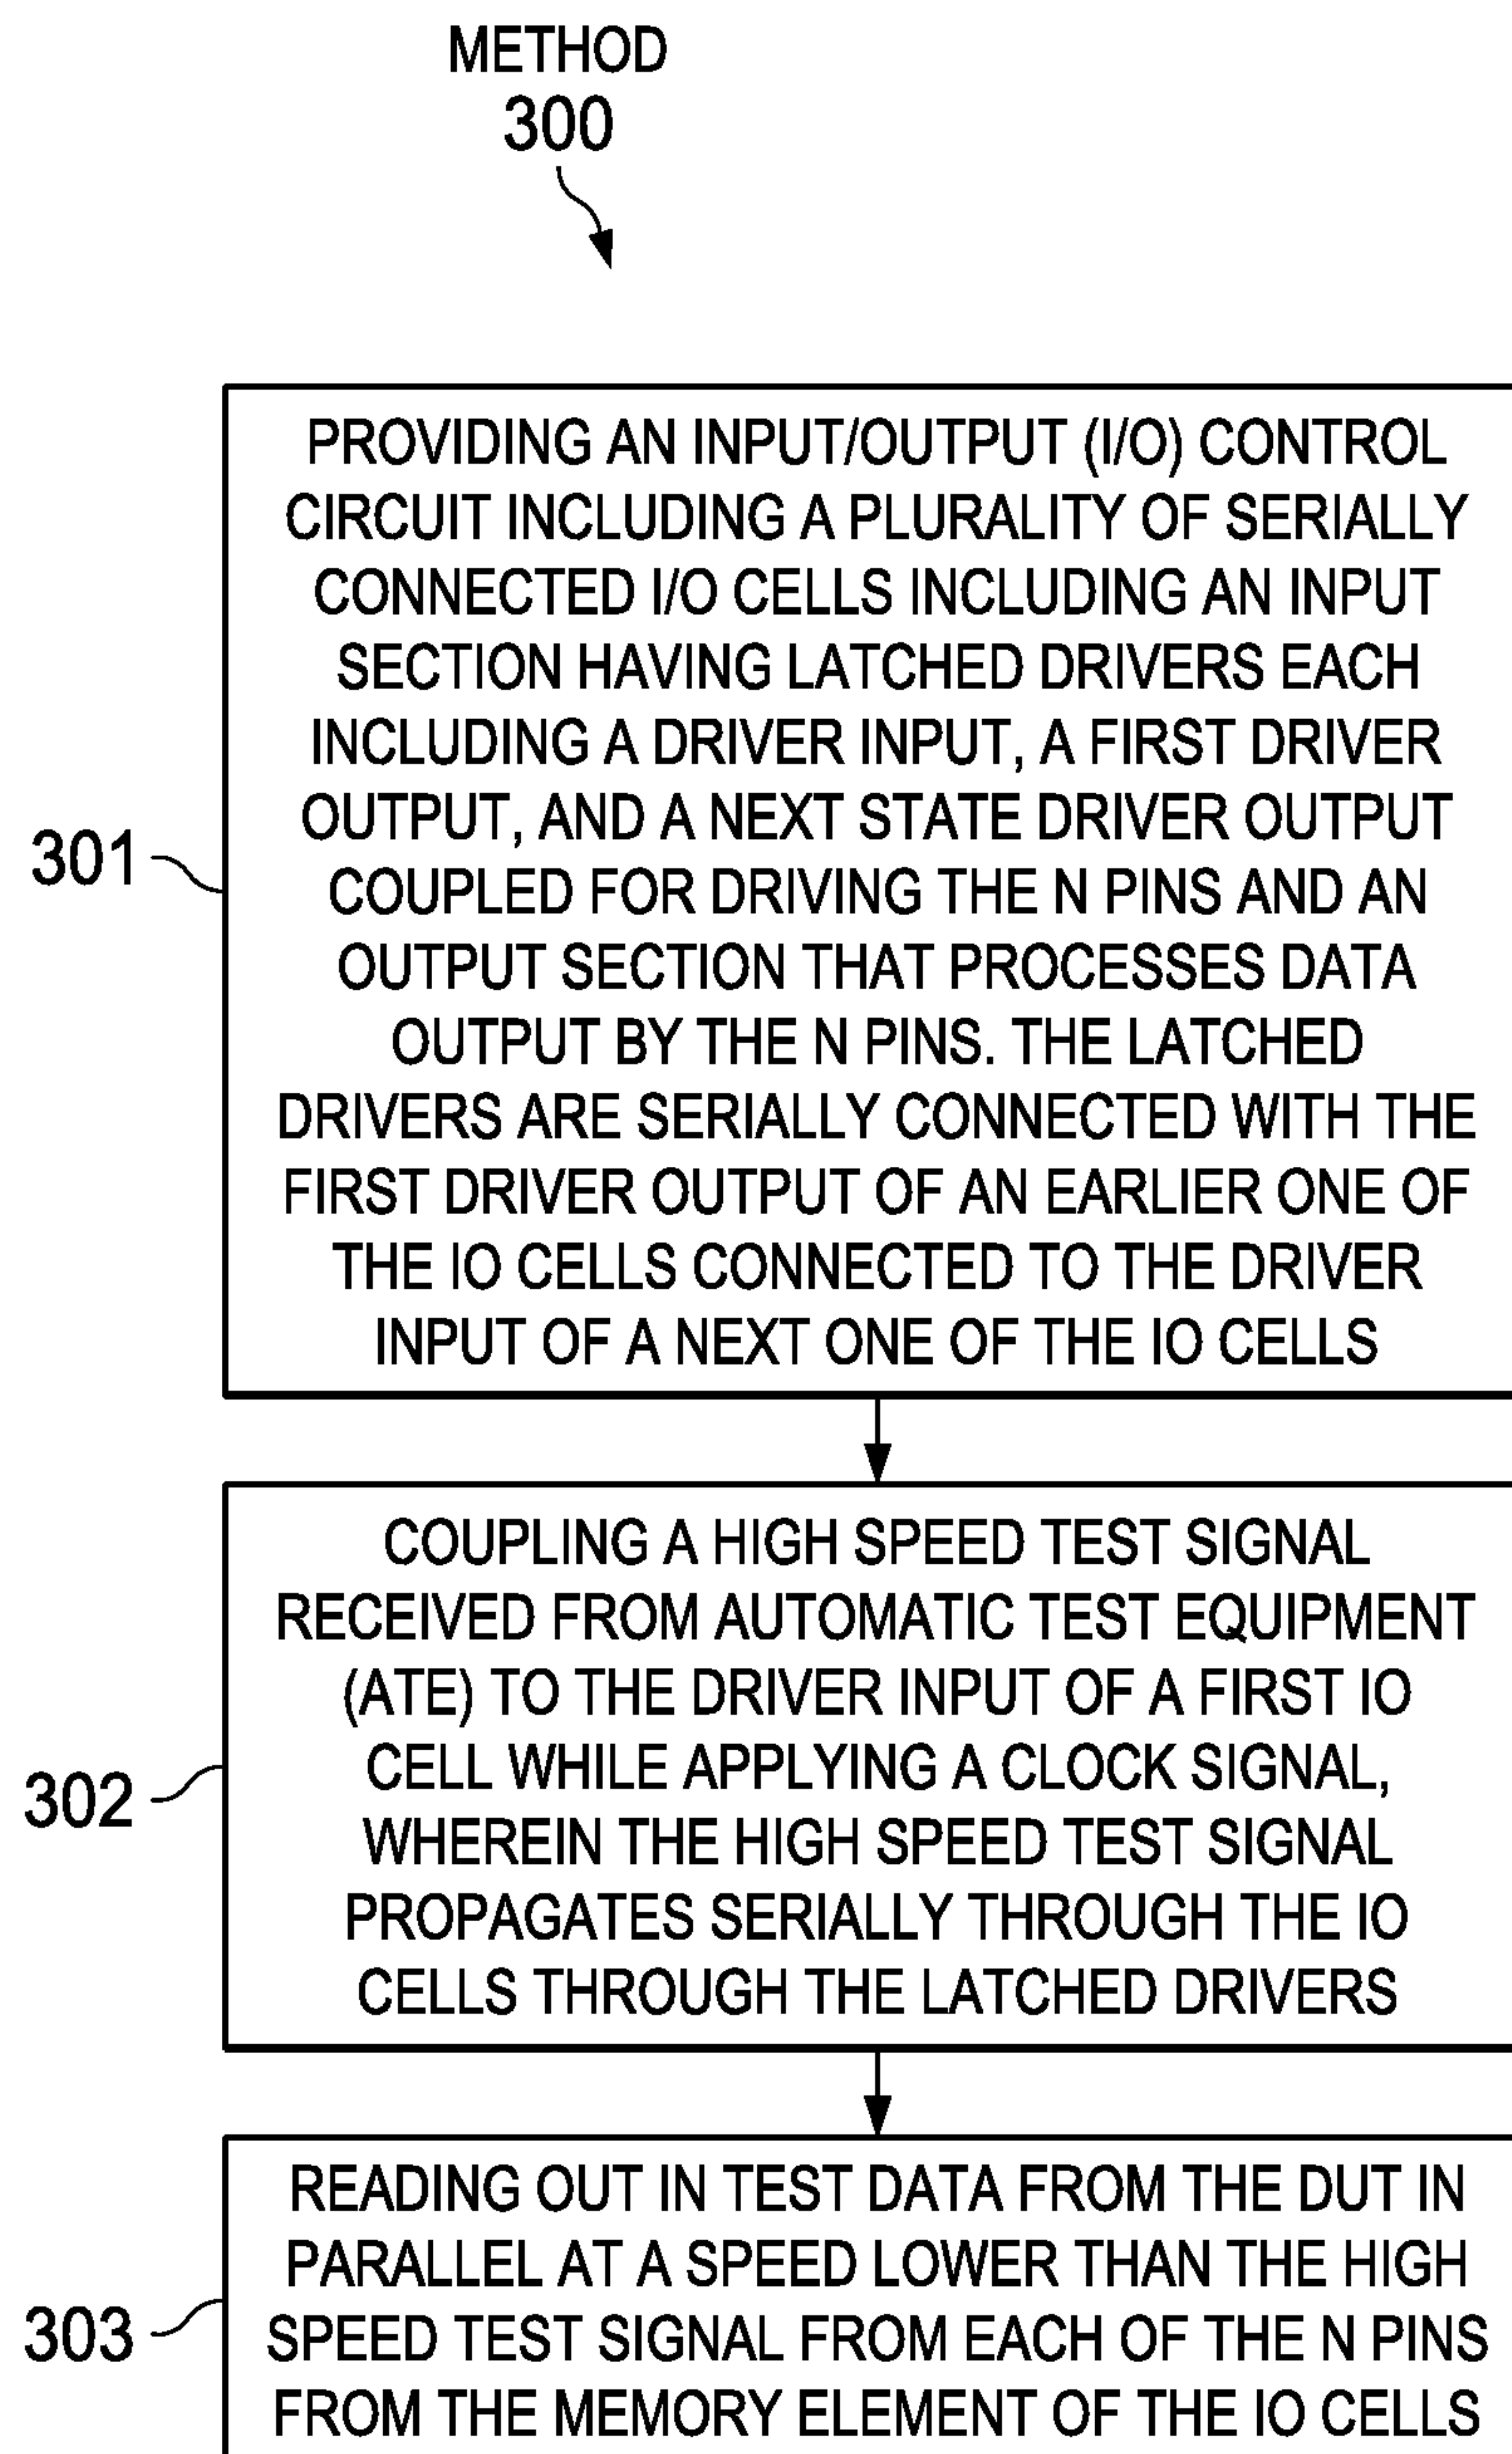 METHOD
300
PROVIDING AN INPUT/OUTPUT (I/O) CONTROL
CIRCUIT INCLUDING A PLURALITY OF SERIALLY
CONNECTED I/O CELLS INCLUDING AN INPUT
SECTION HAVING LATCHED DRIVERS EACH
INCLUDING A DRIVER INPUT, A FIRST DRIVER
OUTPUT, AND A NEXT STATE DRIVER OUTPUT
COUPLED FOR DRIVING THE N PINS AND AN
OUTPUT SECTION THAT PROCESSES DATA
OUTPUT BY THE N PINS. THE LATCHED
DRIVERS ARE SERIALLY CONNECTED WITH THE
FIRST DRIVER OUTPUT OF AN EARLIER ONE OF
THE IO CELLS CONNECTED TO THE DRIVER
INPUT OF A NEXT ONE OF THE IO CELLS
301
COUPLING A HIGH SPEED TEST SIGNAL
RECEIVED FROM AUTOMATIC TEST EQUIPMENT
(ATE) TO THE DRIVER INPUT OF A FIRST IO
CELL WHILE APPLYING A CLOCK SIGNAL,
WHEREIN THE HIGH SPEED TEST SIGNAL
PROPAGATES SERIALLY THROUGH THE IO
CELLS THROUGH THE LATCHED DRIVERS
302
READING OUT IN TEST DATA FROM THE DUT IN
PARALLEL AT A SPEED LOWER THAN THE HIGH
SPEED TEST SIGNAL FROM EACH OF THE N PINS
FROM THE MEMORY ELEMENT OF THE IO CELLS
303